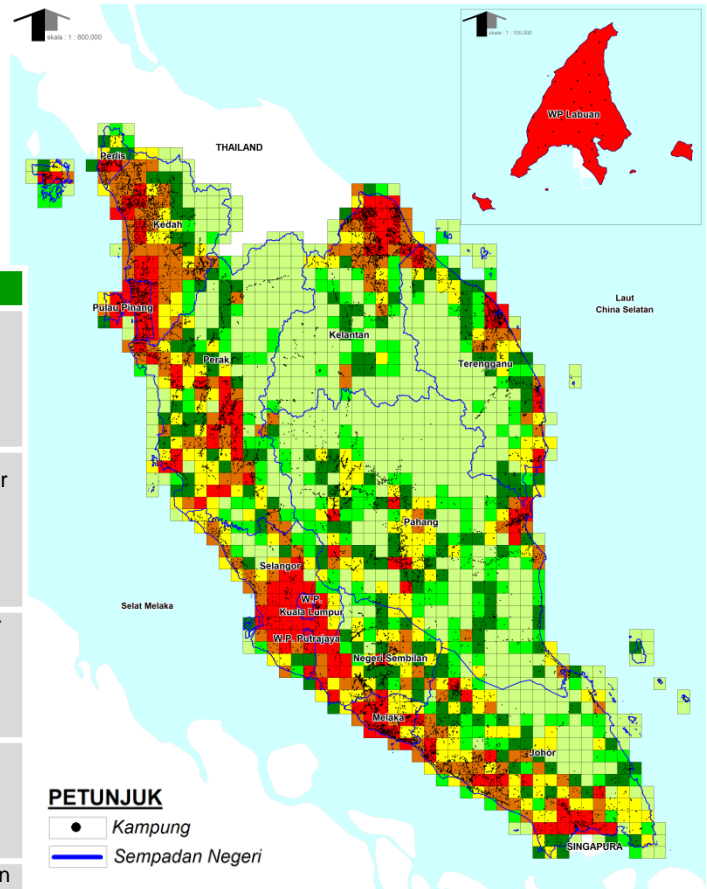 skala : 1 : 800,000
skala : 1 : 100,000
WP Labuan
THAILAND
Perlis
Kedah
Laut
China Selatan
Pulau Pinang
Kelantan
Perak
Terengganu
r
Pahang
Selangor
Selat Melaka
W.P.
Kuala Lumpur
W.P. Putrajaya
Negeri Sembilan
Melaka
Johor
PETUNJUK
Kampung
Sempadan Negeri
SINGAPURA
n